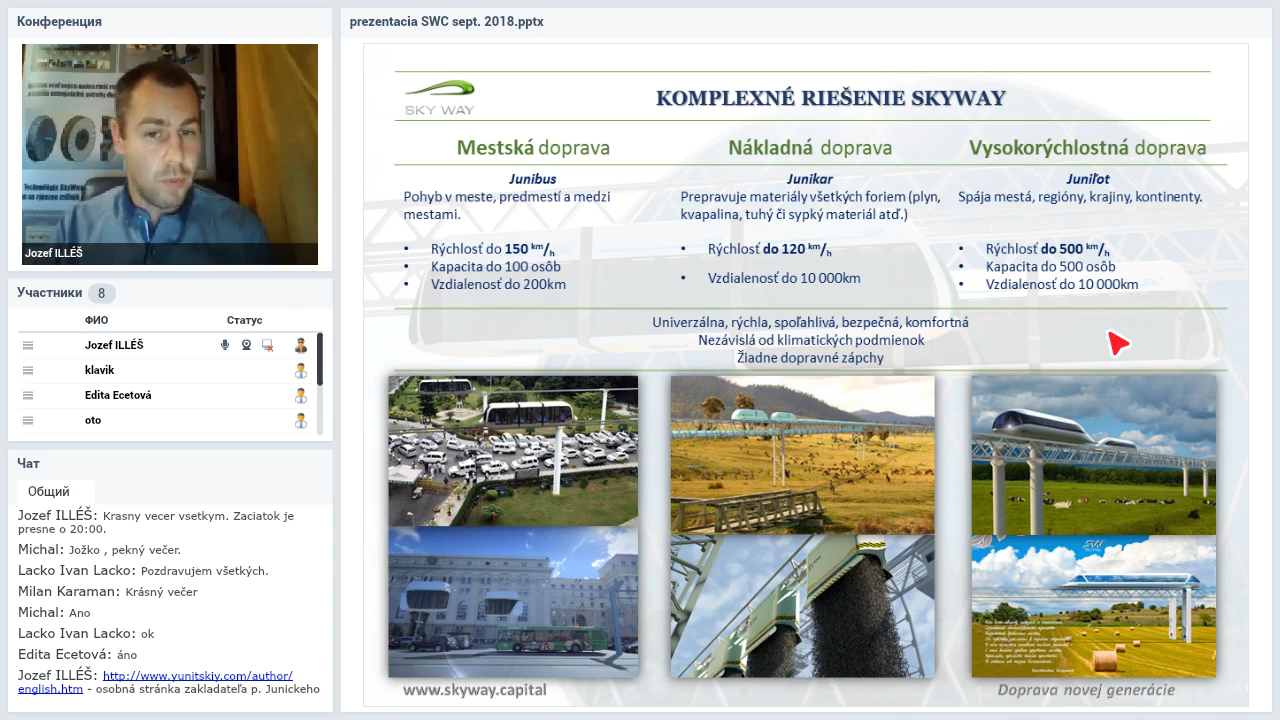 Конференция
Jozef ILLÉŠ
Участники 8
ФИО Статус
Jozef ILLÉŠ
klavik
Edita Ecetová
oto
Чат
Общий
Jozef ILLÉŠ: Krasny vecer vsetkym. Zaciatok je
presne o 20:00.
Michal: Jožko , pekný večer.
Lacko Ivan Lacko: Pozdravujem všetkých.
Milan Karaman: Krásný večer
Michal: Ano
Lacko Ivan Lacko: ok
Edita Ecetová: áno
Jozef ILLÉŠ: http://www.yunitskiy.com/author/
english.htm - osobná stránka zakladateľa p. Junickeho
prezentacia SWC sept. 2018.pptx
SKY WAY
KOMPLEXNÉ RIEŠENIE SKYWAY
Mestská doprava
Junibus
Pohyb v meste, predmestí a medzi
mestami.
• Rýchlosť do 150 km/h
• Kapacita do 100 osôb
• Vzdialenosť do 200km
Nákladná doprava
Junikar
Prepravuje materiály všetkých foriem (plyn,
kvapalina, tuhý či sypký materiál atď.)
• Rýchlosť do 120 km/h
• Vzdialenosť do 10 000km
Vysokorýchlostná doprava
Juniľot
Spája mestá, regióny, krajiny, kontinenty.
• Rýchlosť do 500 km/h
• Kapacita do 500 osôb
• Vzdialenosť do 10 000km
Univerzálna, rýchla, spoľahlivá, bezpečná, komfortná
Nezávislá od klimatických podmienok
Žiadne dopravné zápchy
www.skyway.capital
Doprava novej generácie